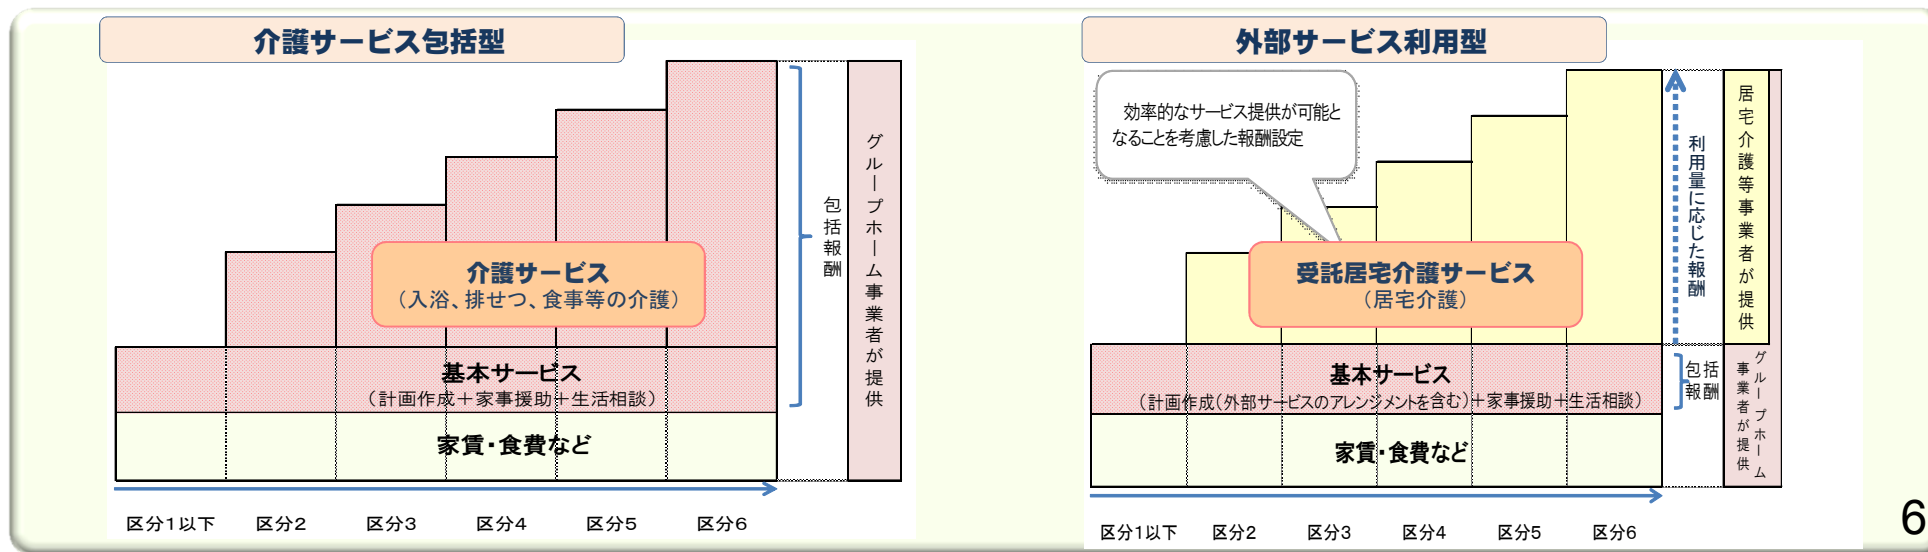 介護サービス包括型
介護サービス
（入浴、排せつ、食事等の介護）
基本サービス
（計画作成＋家事援助＋生活相談）
家賃・食費など
包括報酬
グループホーム事業者が提供
区分1以下 区分2 区分3 区分4 区分5 区分6
外部サービス利用型
効率的なサービス提供が可能と
なることを考慮した報酬設定
受託居宅介護サービス
（居宅介護）
基本サービス
（計画作成（外部サービスのアレンジメントを含む）＋家事援助＋生活相談）
家賃・食費など
利用量に応じた報酬
居宅介護等事業者が提供
包括
報酬
グループホーム
事業者が提供
区分1以下 区分2 区分3 区分4 区分5 区分6
6